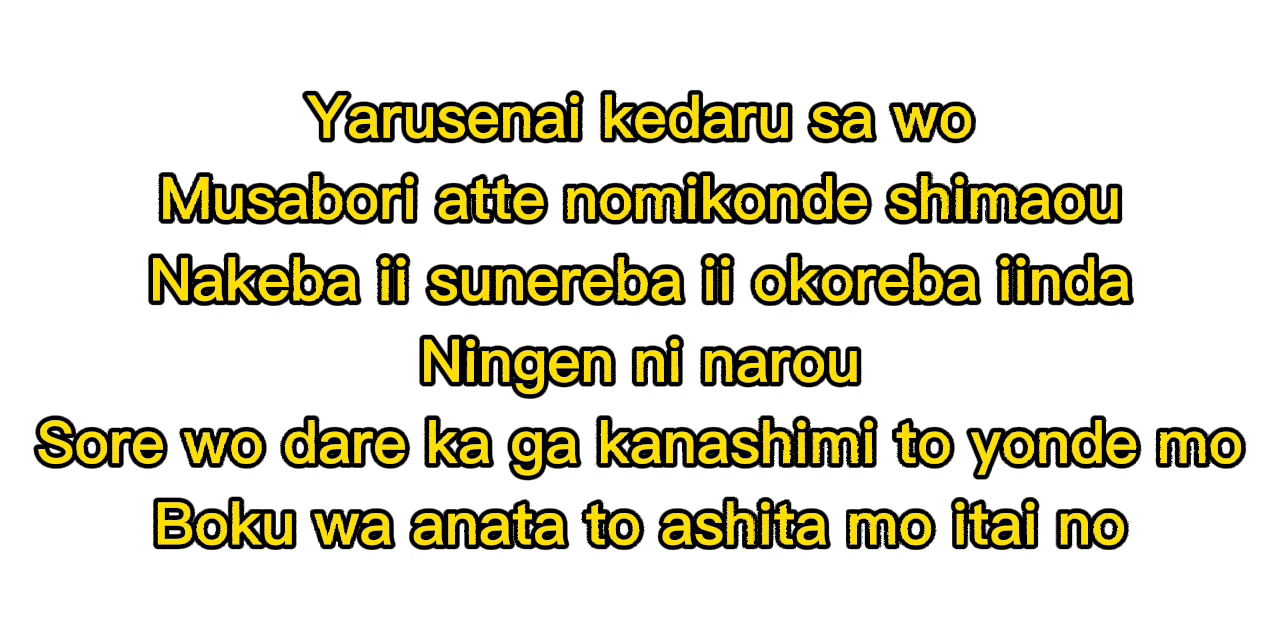 Yarusenai kedaru sa wo
Musabori atte nomikonde shimaou
Nakeba ii sunereba ii okoreba iinda
Ningen ni narou
Sore wo dare ka ga kanashimi to yonde mo
Boku wa anata to ashita mo itai no